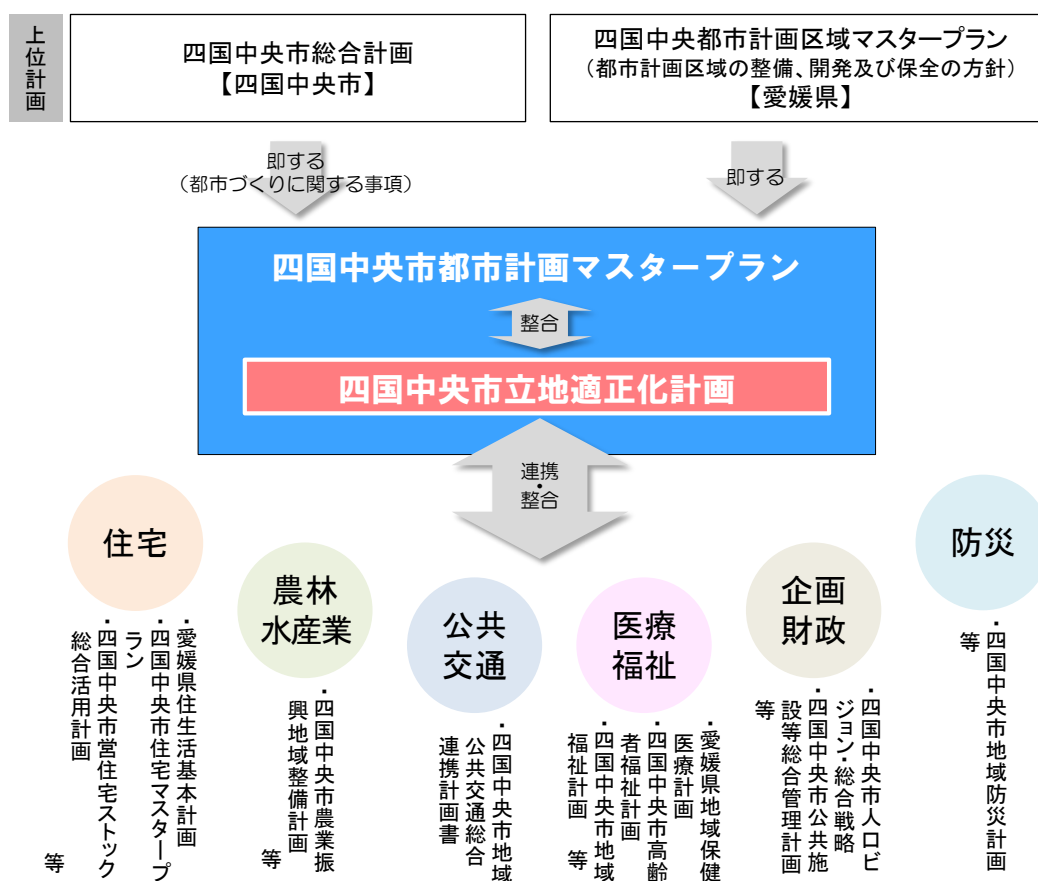 上位計画
四国中央市総合計画
【四国中央市】
四国中央都市計画区域マスタープラン
（都市計画区域の整備、開発及び保全の方針）
【愛媛県】
即する
（都市づくりに関する事項）
即する
四国中央市都市計画マスタープラン
整合
四国中央市立地適正化計画
連携
・
整合
住宅
・愛媛県住生活基本計画
・四国中央市住宅マスタープ
ラン
・四国中央市営住宅ストック
総合活用計画
等
農林
水産業
・四国中央市農業振
興地域整備計画
等
公共
交通
・四国中央市地域
公共交通総合
連携計画書
医療
福祉
・愛媛県地域保健
医療計画
・四国中央市高齢
者福祉計画
・四国中央市地域
福祉計画
等
企画
財政
・四国中央市人口ビ
ジョン・総合戦略
・四国中央市公共施
設等総合管理計画
等
防災
・四国中央市地域防災計画
等